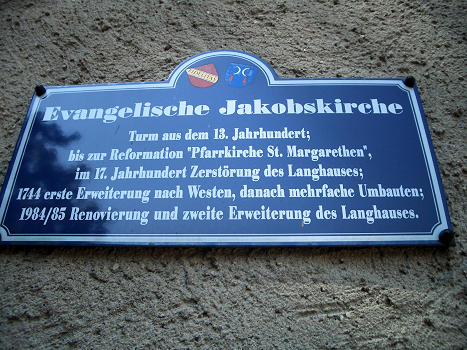 Evangelische Jakobskirche
Turm aus dem 13. Jahrhundert;
bis zur Reformation "Pfarrkirche St. Margarethen",
im 17. Jahrhundert Zerstörung des Langhauses;
1744 erste Erweiterung nach Westen, danach mehrfache Umbauten;
1984/85 Renovierung und zweite Erweiterung des Langhauses.